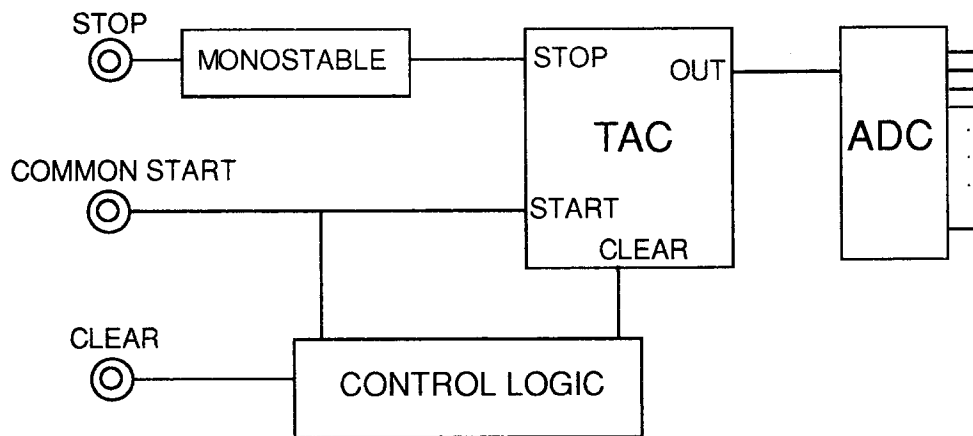 STOP
MONOSTABLE
STOP
OUT
TAC
ADC
COMMON START
START
CLEAR
CLEAR
CONTROL LOGIC